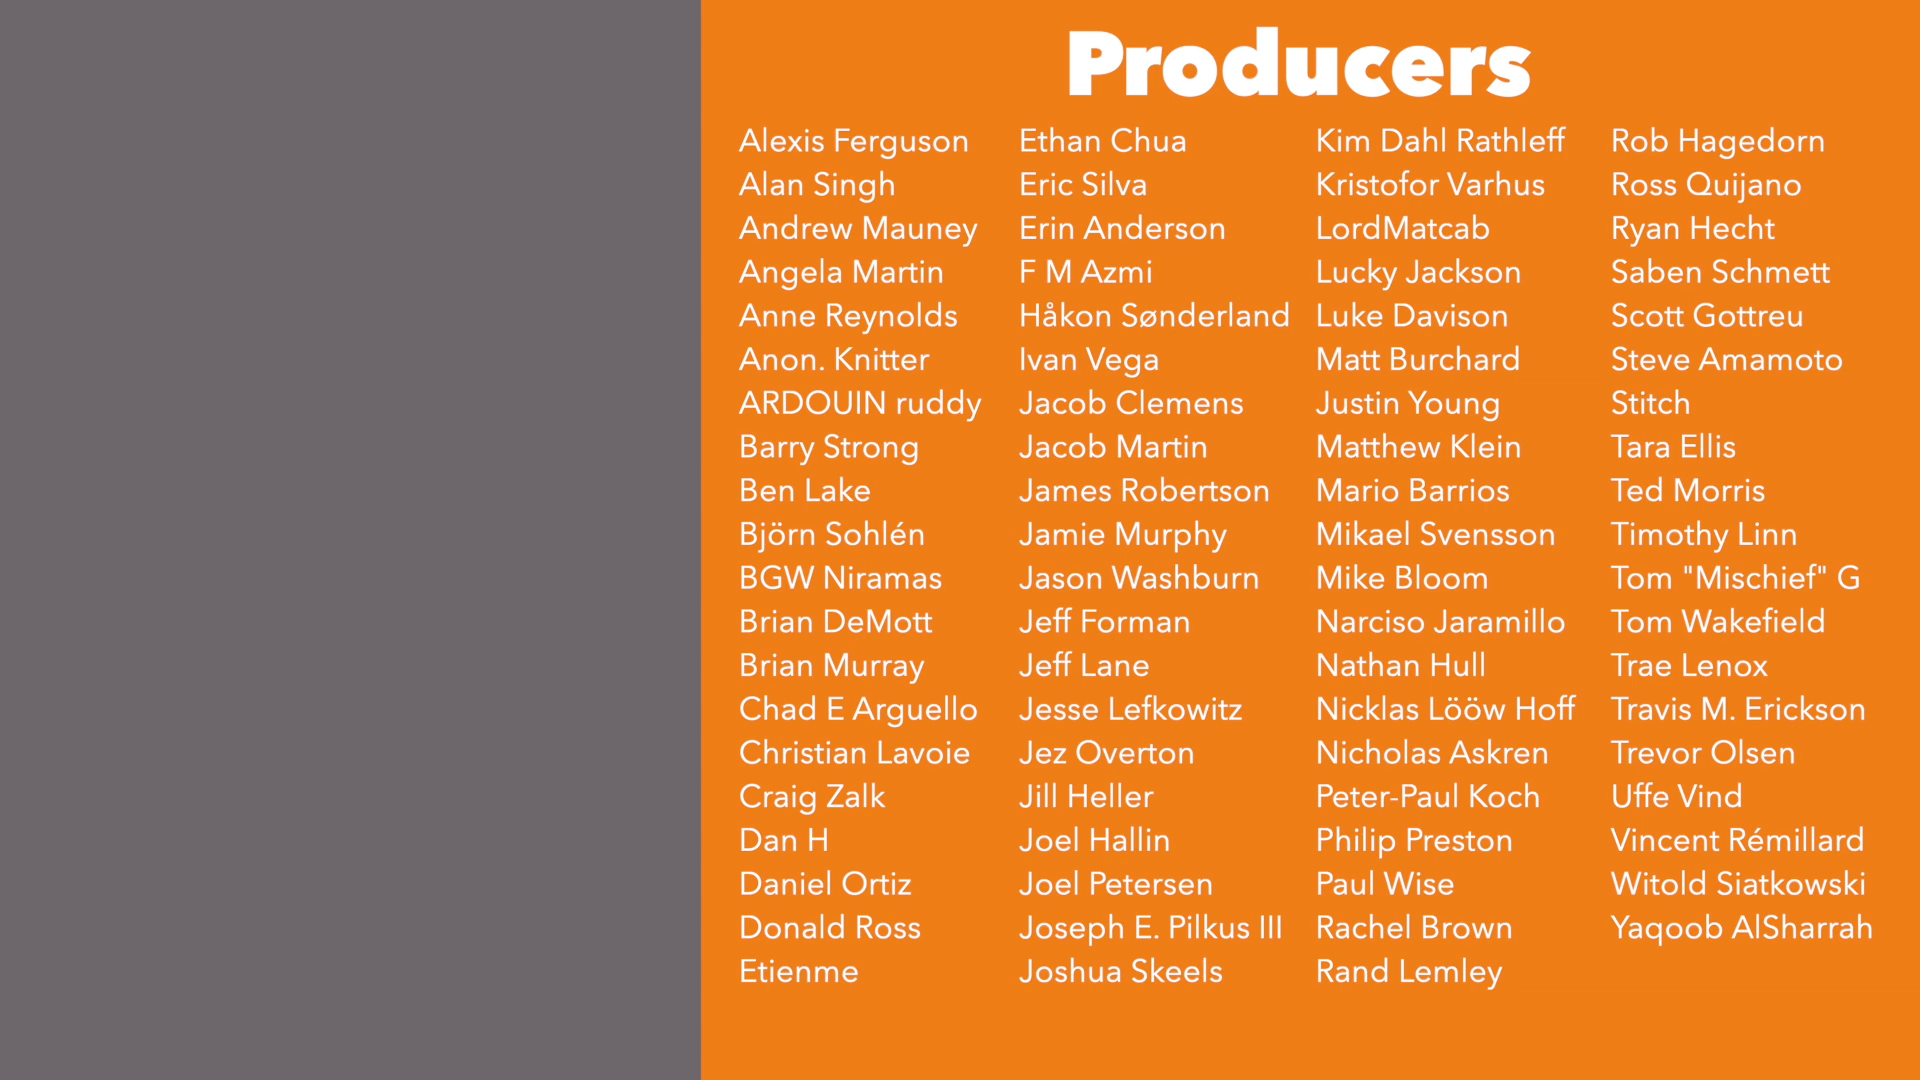 Producers
Alexis Ferguson
Alan Singh
Andrew Mauney
Angela Martin
Anne Reynolds
Anon. Knitter
ARDOUIN ruddy
Barry Strong
Ben Lake
Björn Sohlén
BGW Niramas
Brian DeMott
Brian Murray
Chad E Arguello
Christian Lavoie
Craig Zalk
Dan H
Daniel Ortiz
Donald Ross
Etienme
Ethan Chua
Eric Silva
Erin Anderson
F M Azmi
Håkon Sønderland
Ivan Vega
Jacob Clemens
Jacob Martin
James Robertson
Jamie Murphy
Jason Washburn
Jeff Forman
Jeff Lane
Jesse Lefkowitz
Jez Overton
Jill Heller
Joel Hallin
Joel Petersen
Joseph E. Pilkus III
Joshua Skeels
Kim Dahl Rathleff
Kristofor Varhus
LordMatcab
Lucky Jackson
Luke Davison
Matt Burchard
Justin Young
Matthew Klein
Mario Barrios
Mikael Svensson
Mike Bloom
Narciso Jaramillo
Nathan Hull
Nicklas Lööw Hoff
Nicholas Askren
Peter-Paul Koch
Philip Preston
Paul Wise
Rachel Brown
Rand Lemley
Rob Hagedorn
Ross Quijano
Ryan Hecht
Saben Schmett
Scott Gottreu
Steve Amamoto
Stitch
Tara Ellis
Ted Morris
Timothy Linn
Tom "Mischief" G
Tom Wakefield
Trae Lenox
Travis M. Erickson
Trevor Olsen
Uffe Vind
Vincent Rémillard
Witold Siatkowski
Yaqoob AlSharrah